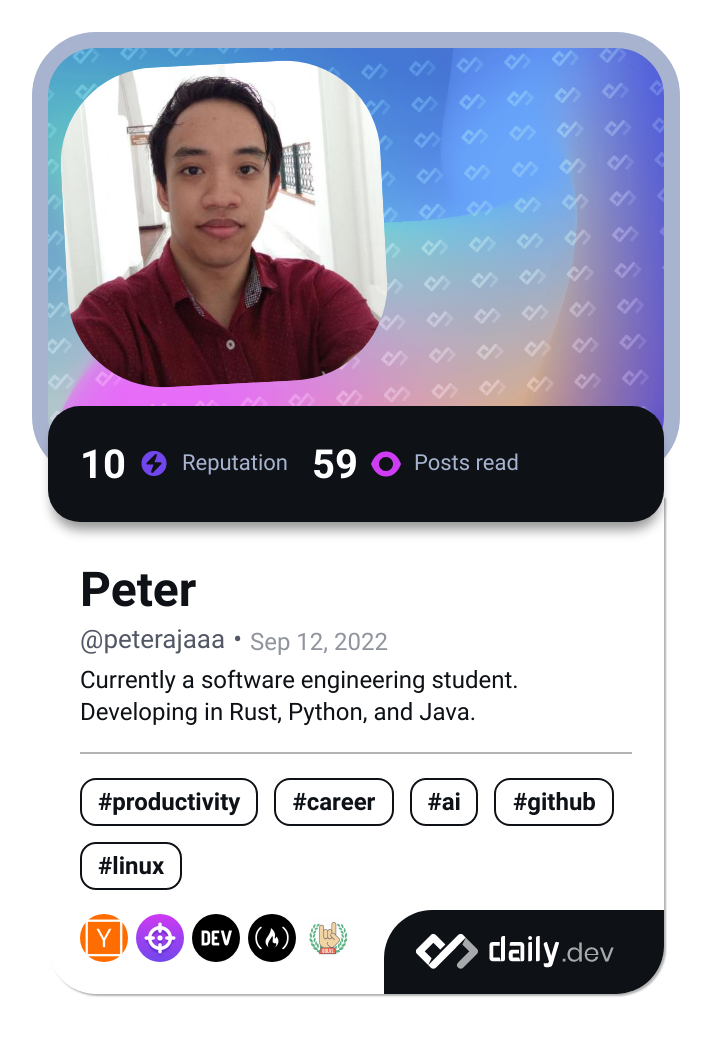 10 Reputation 59 Posts read
Peter
@peterajaaa • Sep 12, 2022
Currently a software engineering student.
Developing in Rust, Python, and Java.
#productivity #career #ai #github
#linux
Y DEV daily.dev